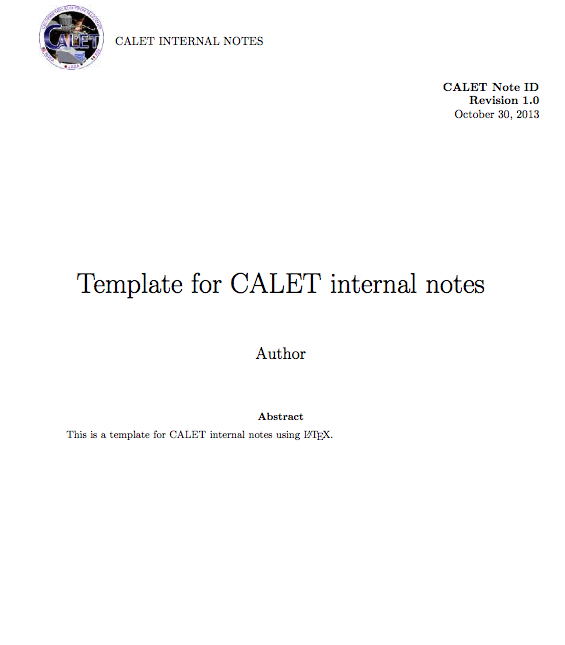 CALET
CALET INTERNAL NOTES
CALET Note ID
Revision 1.0
October 30, 2013
Template for CALET internal notes
Author
Abstract
This is a template for CALET internal notes using LATEX.